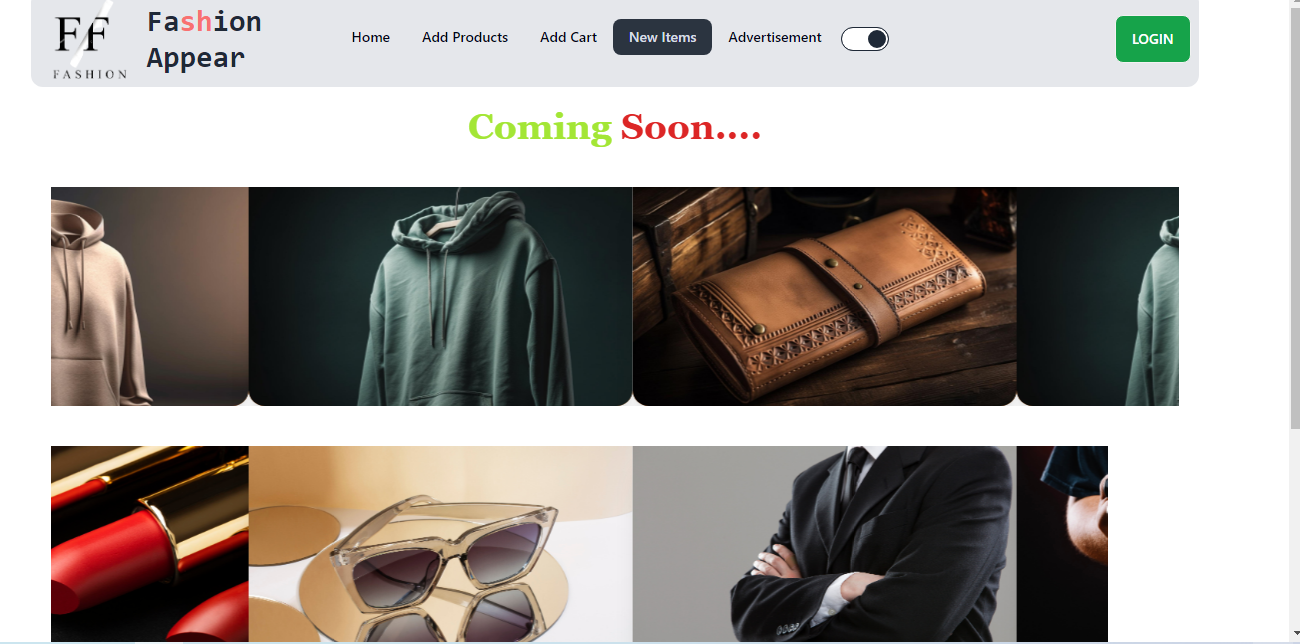 FF
FASHION
Fashion
Appear
Home
Add Products
Add Cart
New Items
Advertisement
LOGIN
Coming Soon....